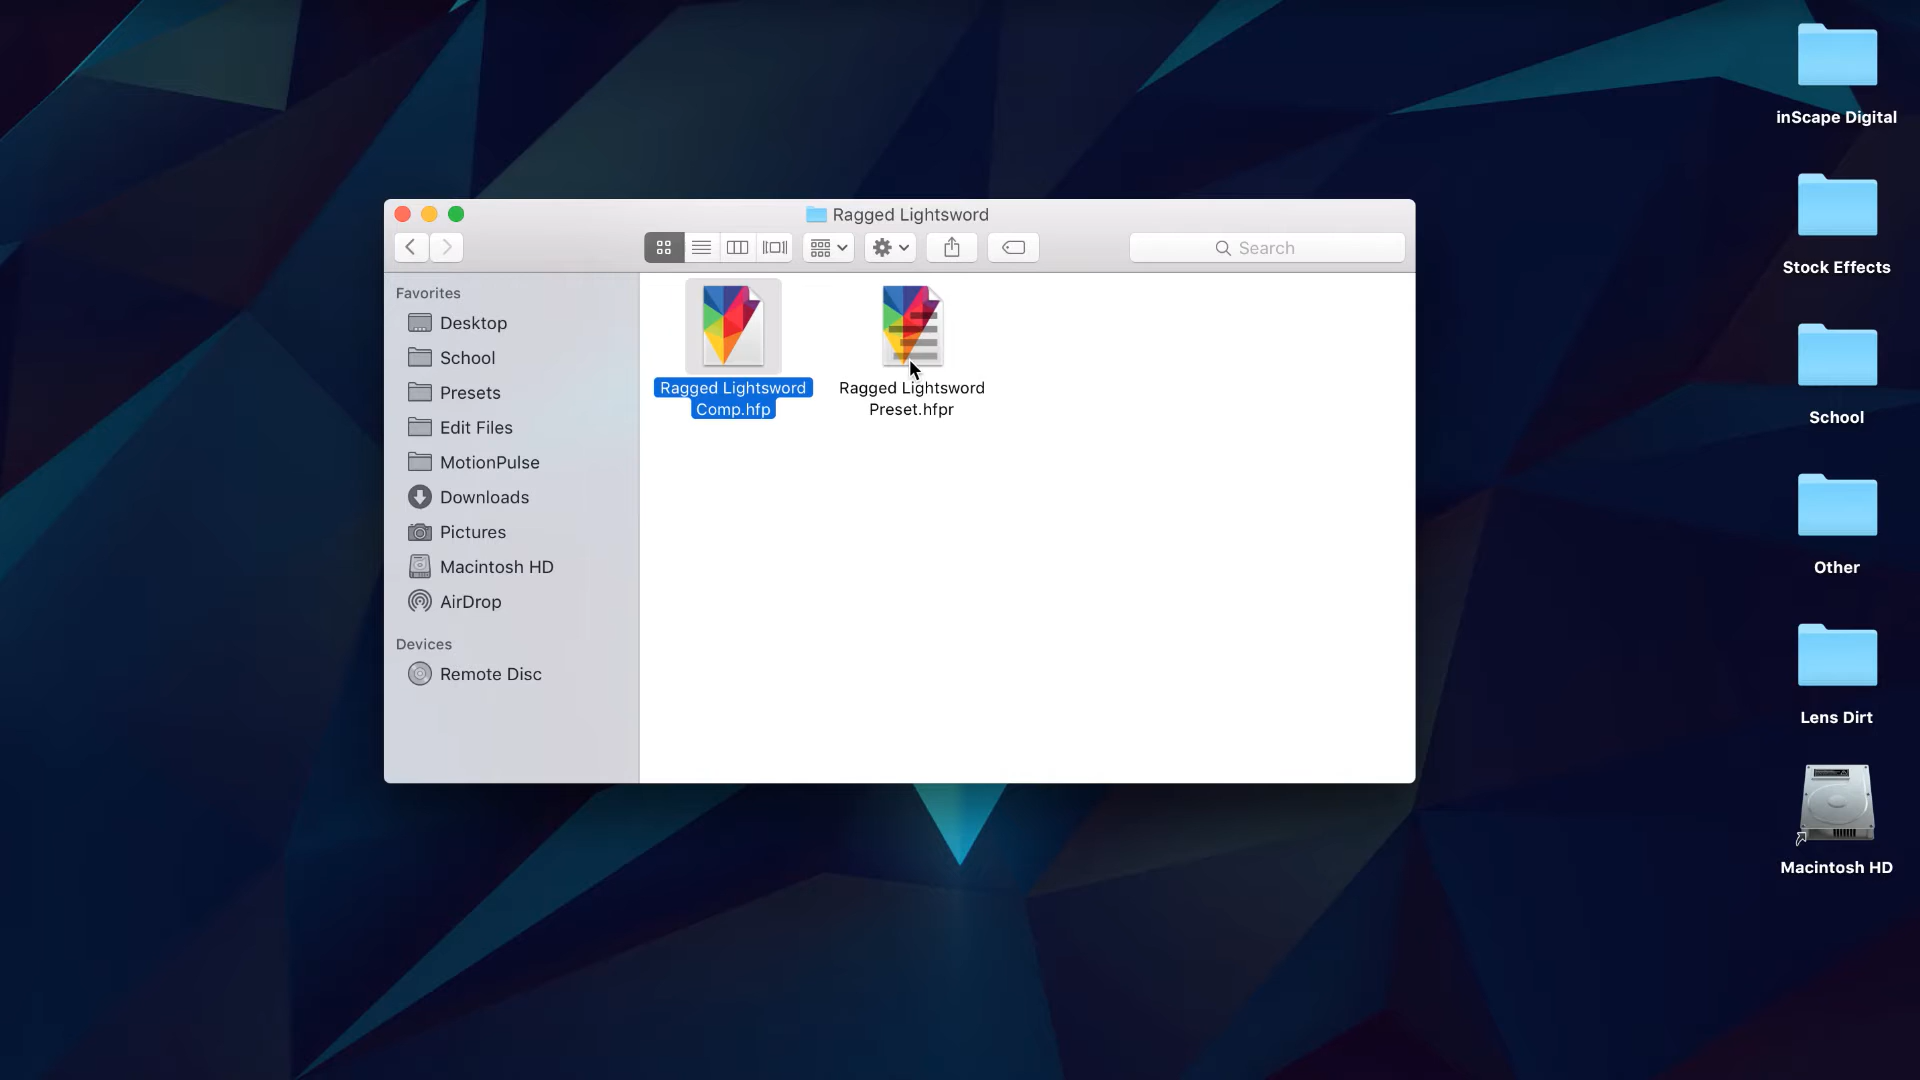 Ragged Lightsword
Search
Favorites
Desktop
School
Presets
Edit Files
MotionPulse
Downloads
Pictures
Macintosh HD
AirDrop
Devices
Remote Disc
Ragged Lightsword
Comp.hfp
Ragged Lightsword
Preset.hfpr
inScape Digital
Stock Effects
School
Other
Lens Dirt
Macintosh HD